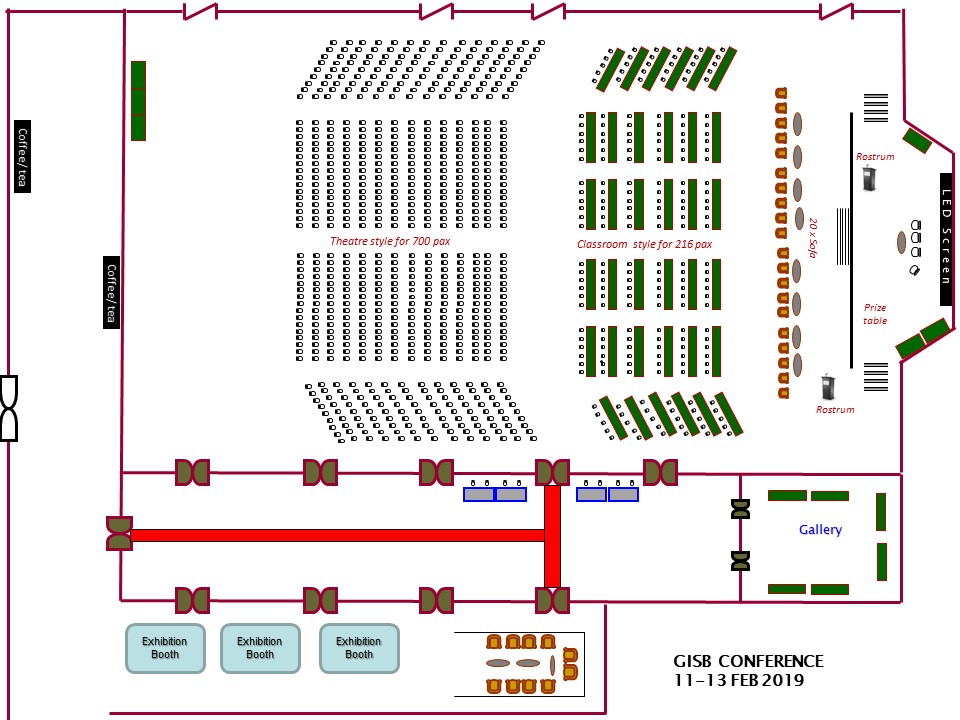 Coffee/tea
Coffee/tea
Theatre style for 700 pax
Classroom style for 216 pax
20 x Sofa
Rostrum
LED Screen
Prize
table
Rostrum
Gallery
Exhibition
Booth
Exhibition
Booth
Exhibition
Booth
GISB CONFERENCE
11-13 FEB 2019